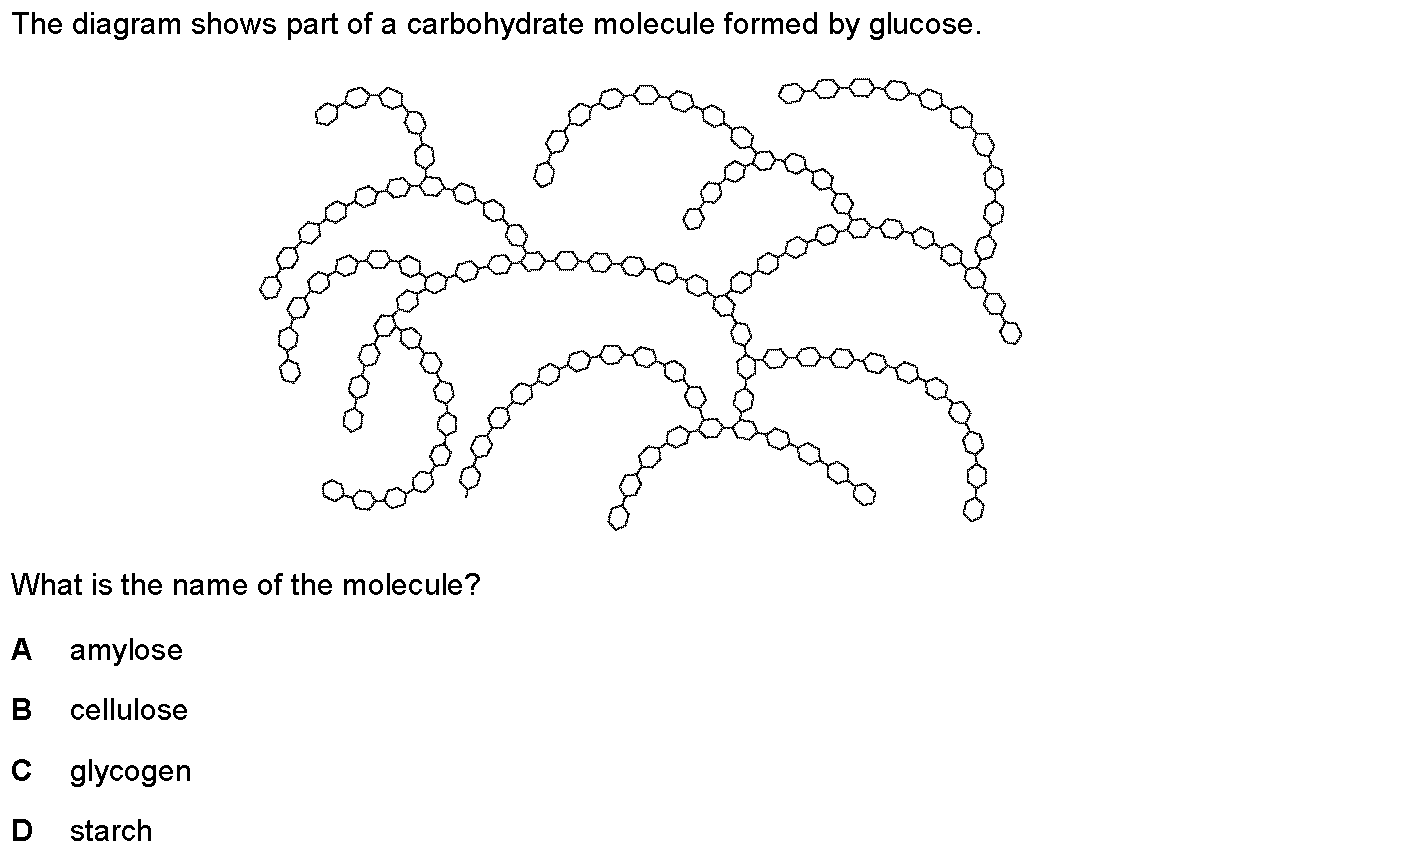 The diagram shows part of a carbohydrate molecule formed by glucose.
What is the name of the molecule?
A amylose
B cellulose
C glycogen
D starch